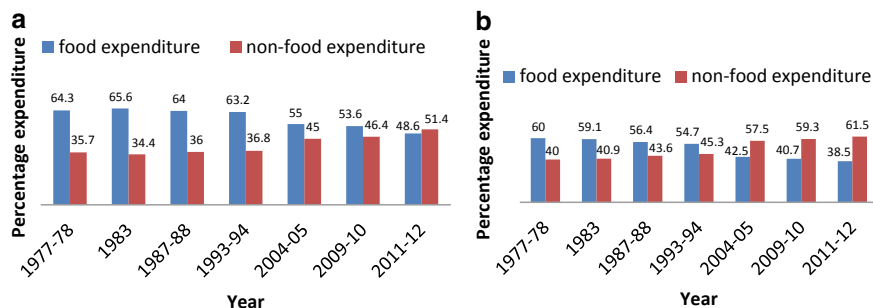 a
Percentage expenditure
food expenditure non-food expenditure
64.3 35.7 65.6 34.4 64 36 63.2 36.8 55 45 53.6 46.4 48.6 51.4
1977-78 1983 1987-88 1993-94 2004-05 2009-10 2011-12
Year
b
Percentage expenditure
food expenditure non-food expenditure
60 40 59.1 40.9 56.4 43.6 54.7 45.3 42.5 57.5 40.7 59.3 38.5 61.5
1977-78 1983 1987-88 1993-94 2004-05 2009-10 2011-12
Year